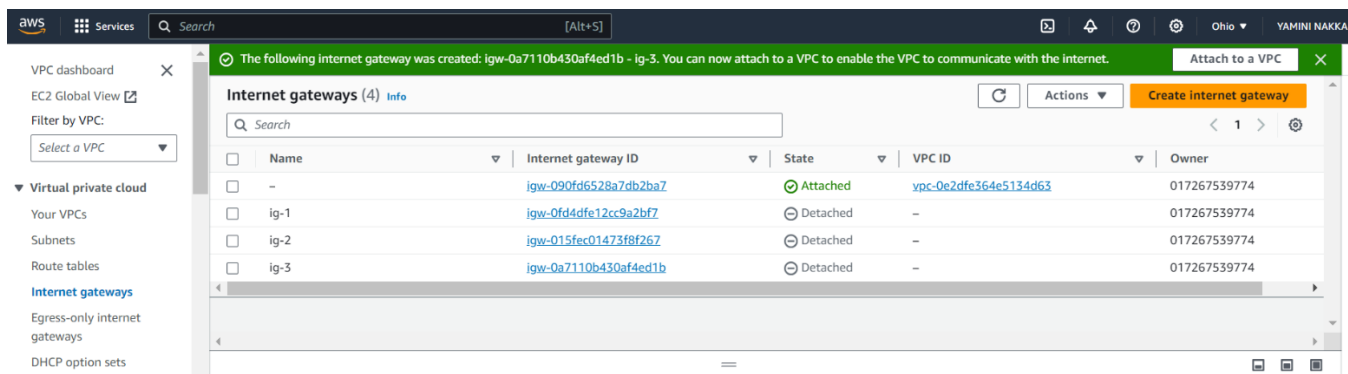 aws Services Search [Alt+S] Ohio YAMINI NAKKA
The following internet gateway was created: igw-0a7110b430af4ed1b - ig-3. You can now attach to a VPC to enable the VPC to communicate with the internet. Attach to a VPC
VPC dashboard
EC2 Global View
Filter by VPC:
Select a VPC
Virtual private cloud
Your VPCs
Subnets
Route tables
Internet gateways
Egress-only internet
gateways
DHCP option sets
Internet gateways (4) Info Actions Create internet gateway
Search 1
Name Internet gateway ID State VPC ID Owner
– igw-090fd6528a7db2ba7 Attached vpc-0e2dfe364e5134d63 017267539774
ig-1 igw-0fd4dfe12cc9a2bf7 Detached – 017267539774
ig-2 igw-015fec01473f8f267 Detached – 017267539774
ig-3 igw-0a7110b430af4ed1b Detached – 017267539774